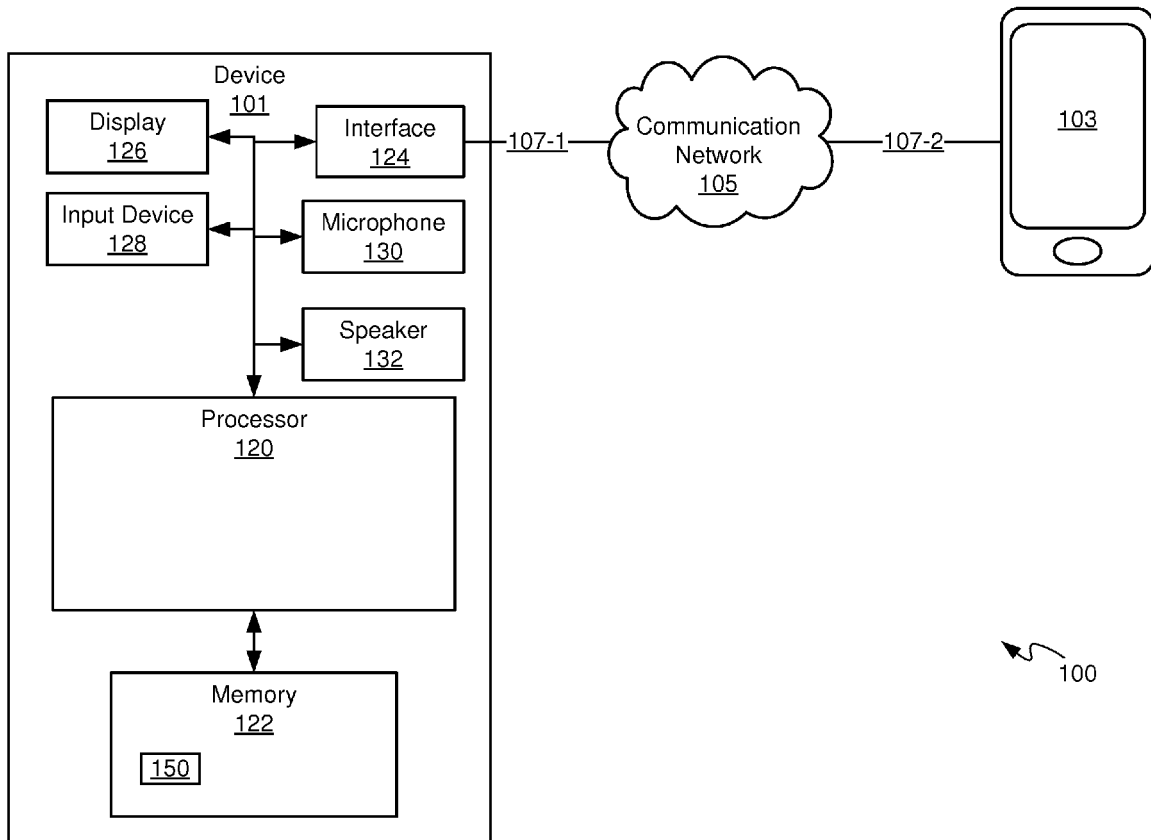 Device
101
Display
126
Interface
124
107-1
Communication
Network
105
107-2
103
Input Device
128
Microphone
130
Speaker
132
Processor
120
Memory
122
150
100